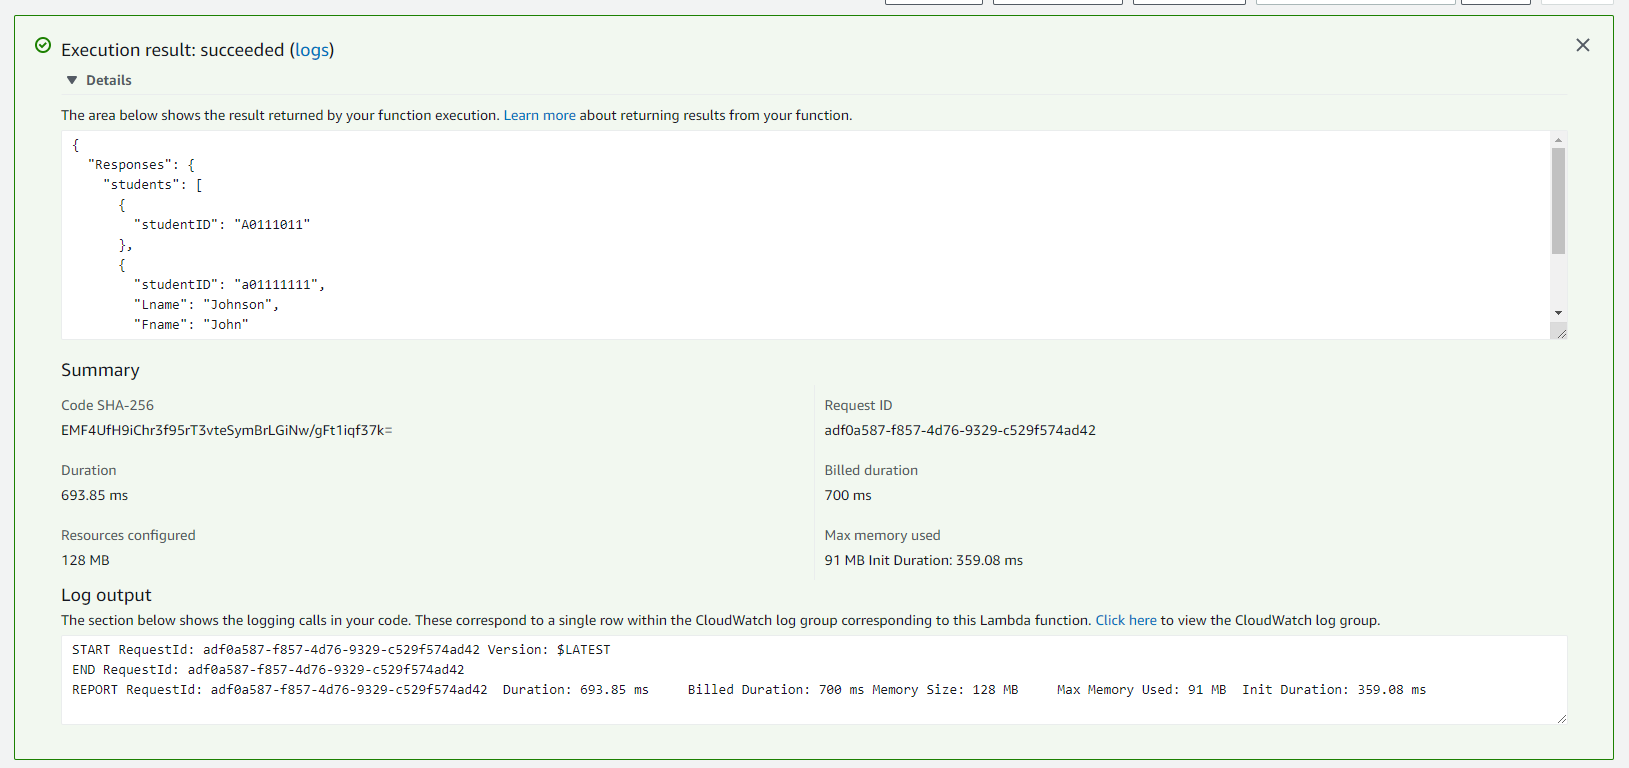 Execution result: succeeded (logs)
Details
The area below shows the result returned by your function execution. Learn more about returning results from your function.
{
"Responses": {
"students": [
{
"studentID": "A0111011"
},
{
"studentID": "a01111111",
"Lname": "Johnson",
"Fname": "John"
Summary
Code SHA-256
EMF4UfH9iChr3f95rT3vteSymBrLGiNw/gFt1iqf37k=
Request ID
adf0a587-f857-4d76-9329-c529f574ad42
Duration
693.85 ms
Billed duration
700 ms
Resources configured
128 MB
Max memory used
91 MB Init Duration: 359.08 ms
Log output
The section below shows the logging calls in your code. These correspond to a single row within the CloudWatch log group corresponding to this Lambda function. Click here to view the CloudWatch log group.
START RequestId: adf0a587-f857-4d76-9329-c529f574ad42 Version: $LATEST
END RequestId: adf0a587-f857-4d76-9329-c529f574ad42
REPORT RequestId: adf0a587-f857-4d76-9329-c529f574ad42 Duration: 693.85 ms Billed Duration: 700 ms Memory Size: 128 MB Max Memory Used: 91 MB Init Duration: 359.08 ms